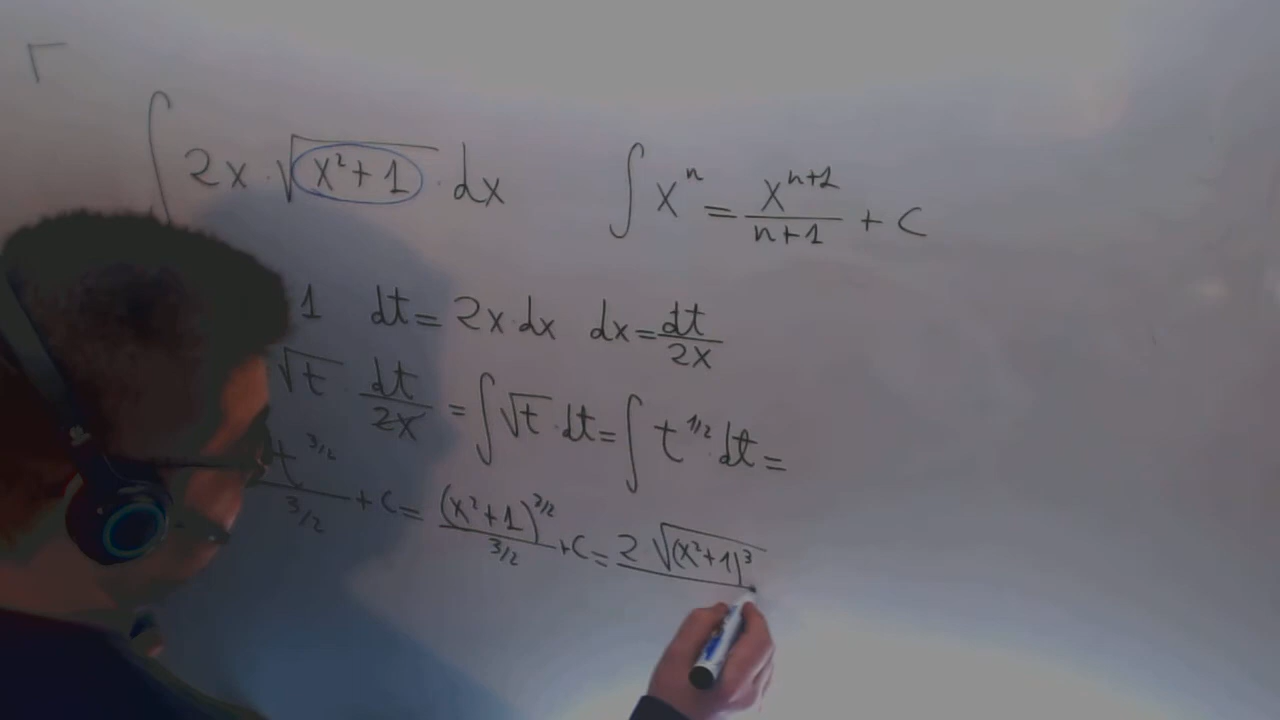 ∫ 2x · √(x²+1) · dx    ∫ xⁿ = xⁿ⁺¹/(n+1) + C
1    dt = 2x·dx    dx = dt/2x
√t · dt/2x = ∫ √t · dt = ∫ t^(1/2) · dt =
t^(3/2)/(3/2) + C = (x²+1)^(3/2)/(3/2) + C = 2 √(x²+1)³